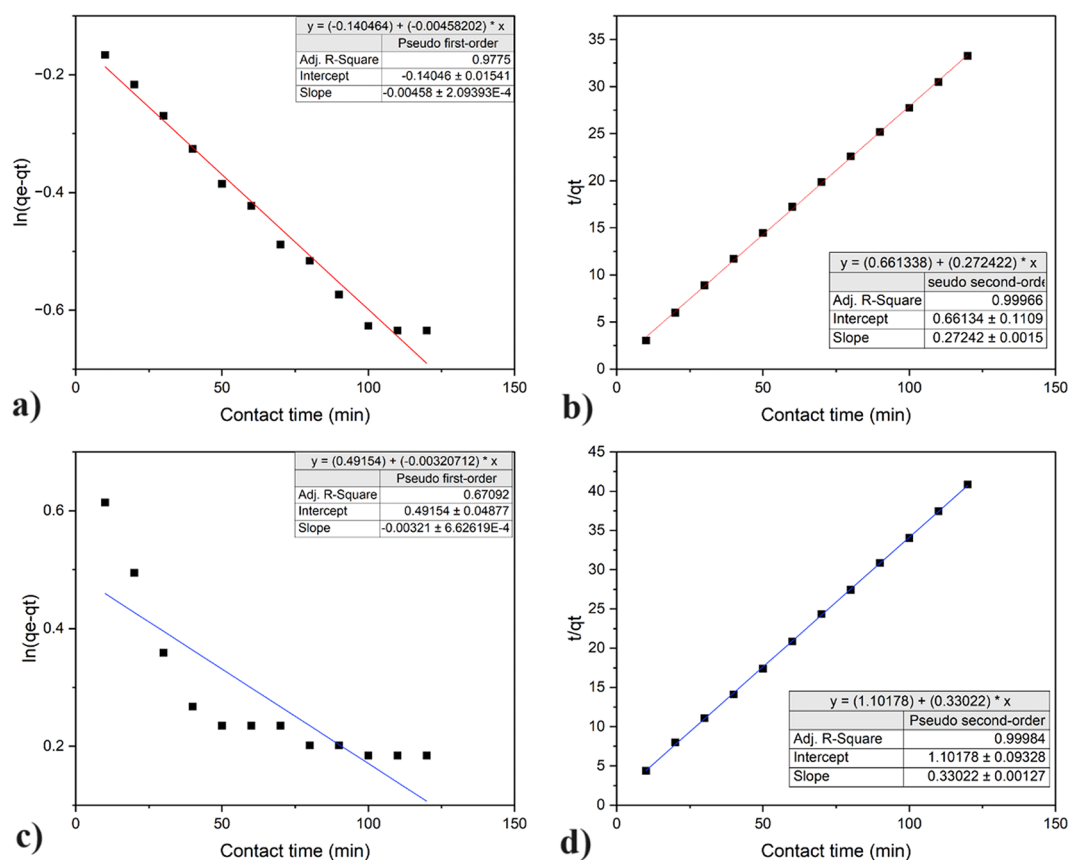 a)
ln(qe-qt)
−0.2
−0.4
−0.6
0
50
100
150
Contact time (min)
y = (-0.140464) + (-0.00458202) * x
Pseudo first-order
Adj. R-Square 0.9775
Intercept -0.14046 ± 0.01541
Slope -0.00458 ± 2.09393E-4
b)
t/qt
35
30
25
20
15
10
5
0
0
50
100
150
Contact time (min)
y = (0.661338) + (0.272422) * x
seudo second-orde
Adj. R-Square 0.99966
Intercept 0.66134 ± 0.1109
Slope 0.27242 ± 0.0015
c)
ln(qe-qt)
0.6
0.4
0.2
0
50
100
150
Contact time (min)
y = (0.49154) + (-0.00320712) * x
Pseudo first-order
Adj. R-Square 0.67092
Intercept 0.49154 ± 0.04877
Slope -0.00321 ± 6.62619E-4
d)
t/qt
45
40
35
30
25
20
15
10
5
0
0
50
100
150
Contact time (min)
y = (1.10178) + (0.33022) * x
Pseudo second-order
Adj. R-Square 0.99984
Intercept 1.10178 ± 0.09328
Slope 0.33022 ± 0.00127